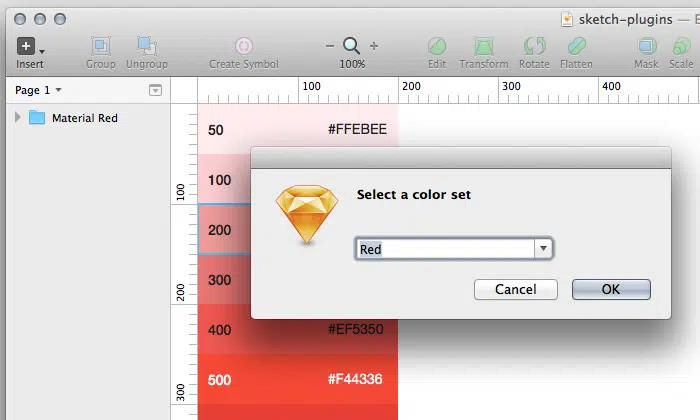 sketch-plugins — E
Insert
Group
Ungroup
Create Symbol
100%
Edit
Transform
Rotate
Flatten
Mask
Scale
Page 1
100
200
300
400
Material Red
50 #FFEBEE
100
200
300
400 #EF5350
500 #F44336
100
200
300
Select a color set
Red
Cancel
OK